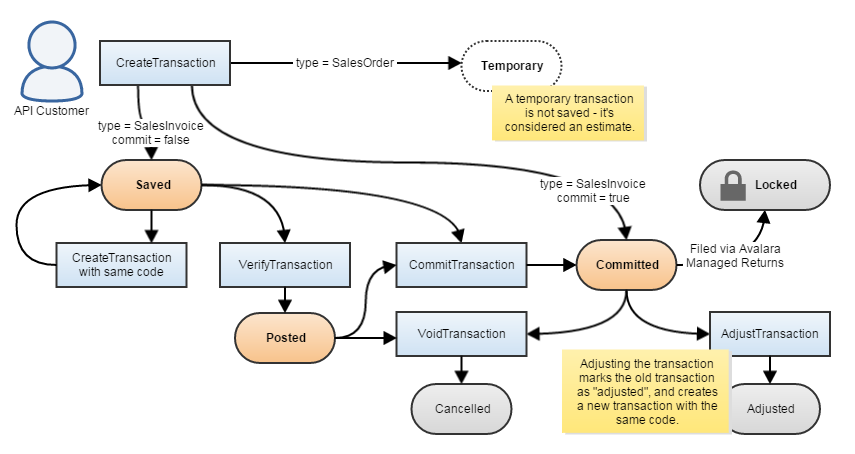 CreateTransaction
type = SalesOrder
Temporary
API Customer
A temporary transaction
is not saved - it's
considered an estimate.
type = SalesInvoice
commit = false
Saved
type = SalesInvoice
commit = true
Locked
CreateTransaction
with same code
VerifyTransaction
CommitTransaction
Committed
Filed via Avalara
Managed Returns
Posted
VoidTransaction
AdjustTransaction
Adjusting the transaction
marks the old transaction
as "adjusted", and creates
a new transaction with the
same code.
Cancelled
Adjusted